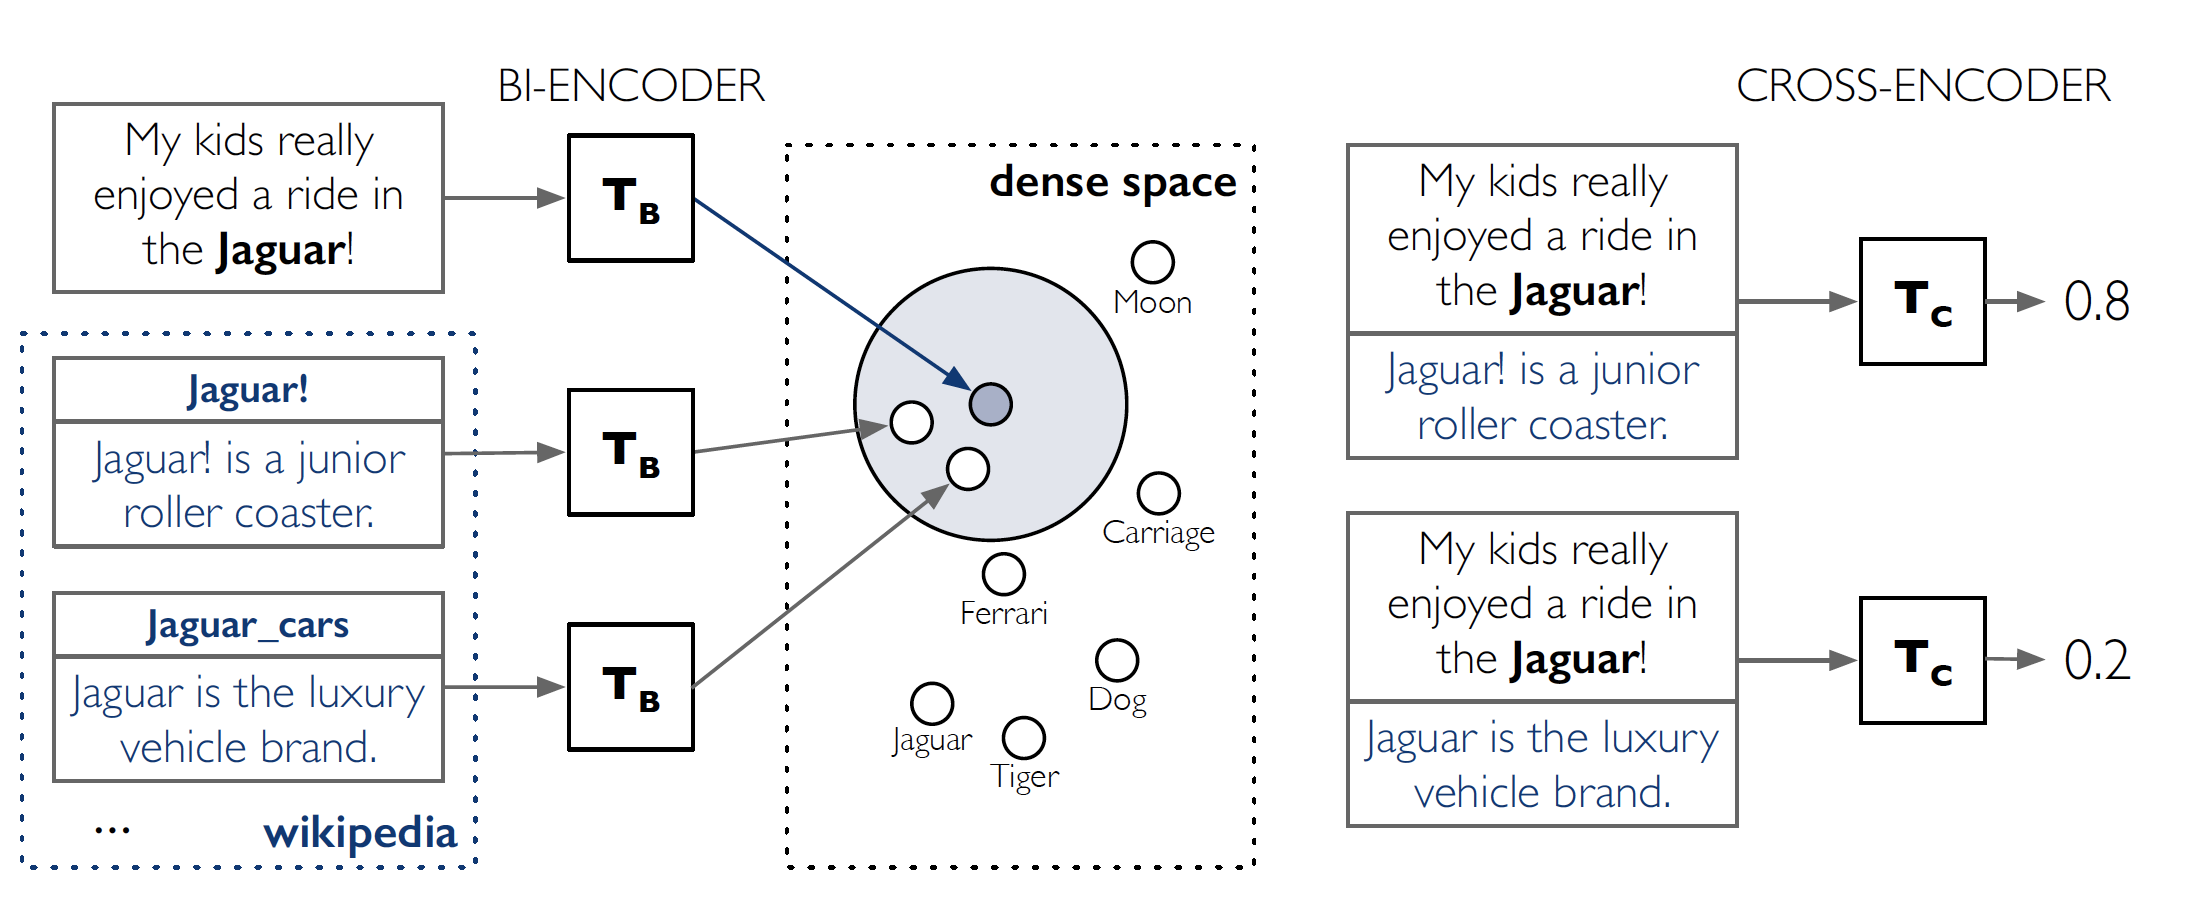 BI-ENCODER
My kids really
enjoyed a ride in
the Jaguar!
T_B
Jaguar!
Jaguar! is a junior
roller coaster.
T_B
Jaguar_cars
Jaguar is the luxury
vehicle brand.
T_B
...
wikipedia
dense space
Moon
Carriage
Ferrari
Dog
Jaguar
Tiger
CROSS-ENCODER
My kids really
enjoyed a ride in
the Jaguar!
Jaguar! is a junior
roller coaster.
T_C
0.8
My kids really
enjoyed a ride in
the Jaguar!
Jaguar is the luxury
vehicle brand.
T_C
0.2